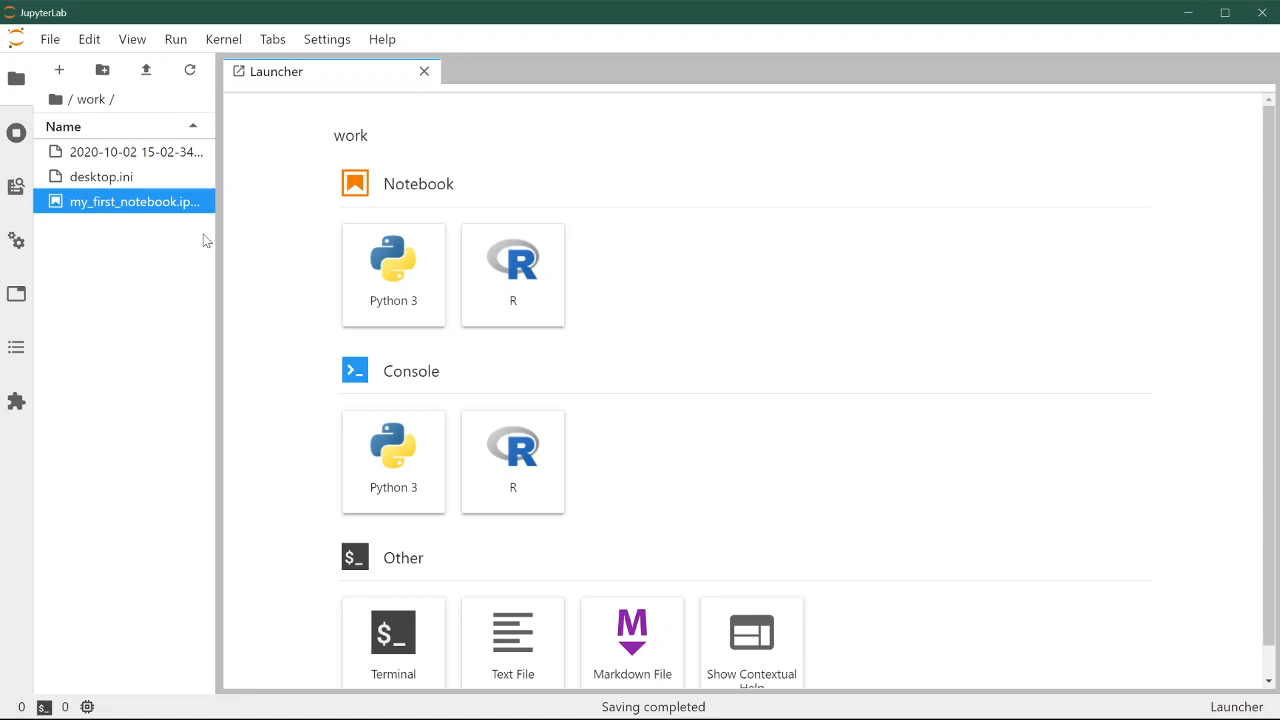 JupyterLab
File Edit View Run Kernel Tabs Settings Help
Launcher
/ work /
Name
2020-10-02 15-02-34...
desktop.ini
my_first_notebook.ip...
work
Notebook
Python 3
R
Console
Python 3
R
$_ Other
$_
M
Terminal
Text File
Markdown File
Show Contextual
Help
0 $_ 0
Saving completed
Launcher